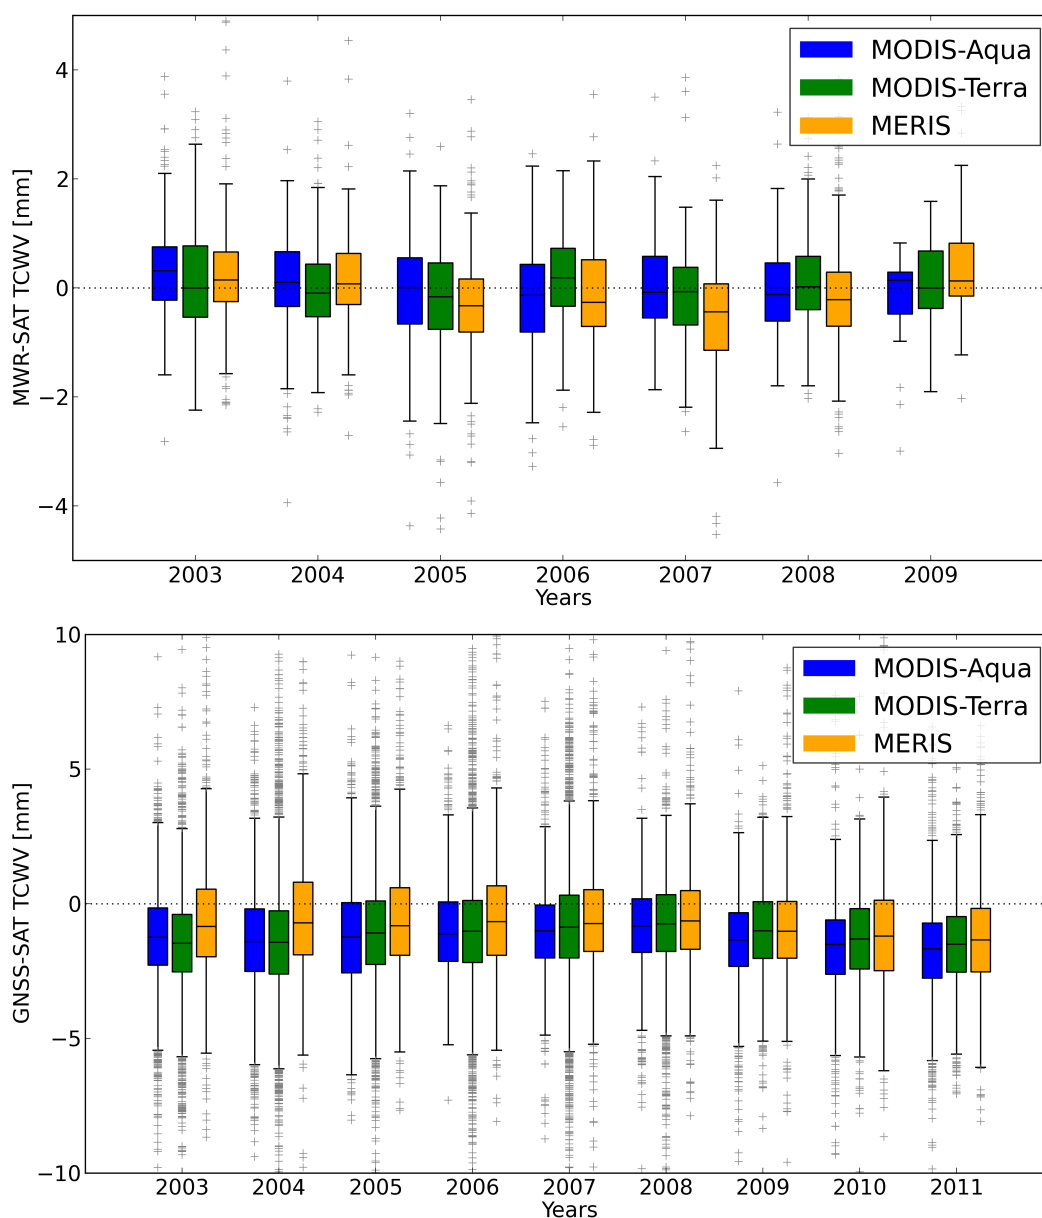 MODIS-Aqua
MODIS-Terra
MERIS
MWR-SAT TCWV [mm]
4
2
0
−2
−4
2003 2004 2005 2006 2007 2008 2009
Years
MODIS-Aqua
MODIS-Terra
MERIS
GNSS-SAT TCWV [mm]
10
5
0
−5
−10
2003 2004 2005 2006 2007 2008 2009 2010 2011
Years